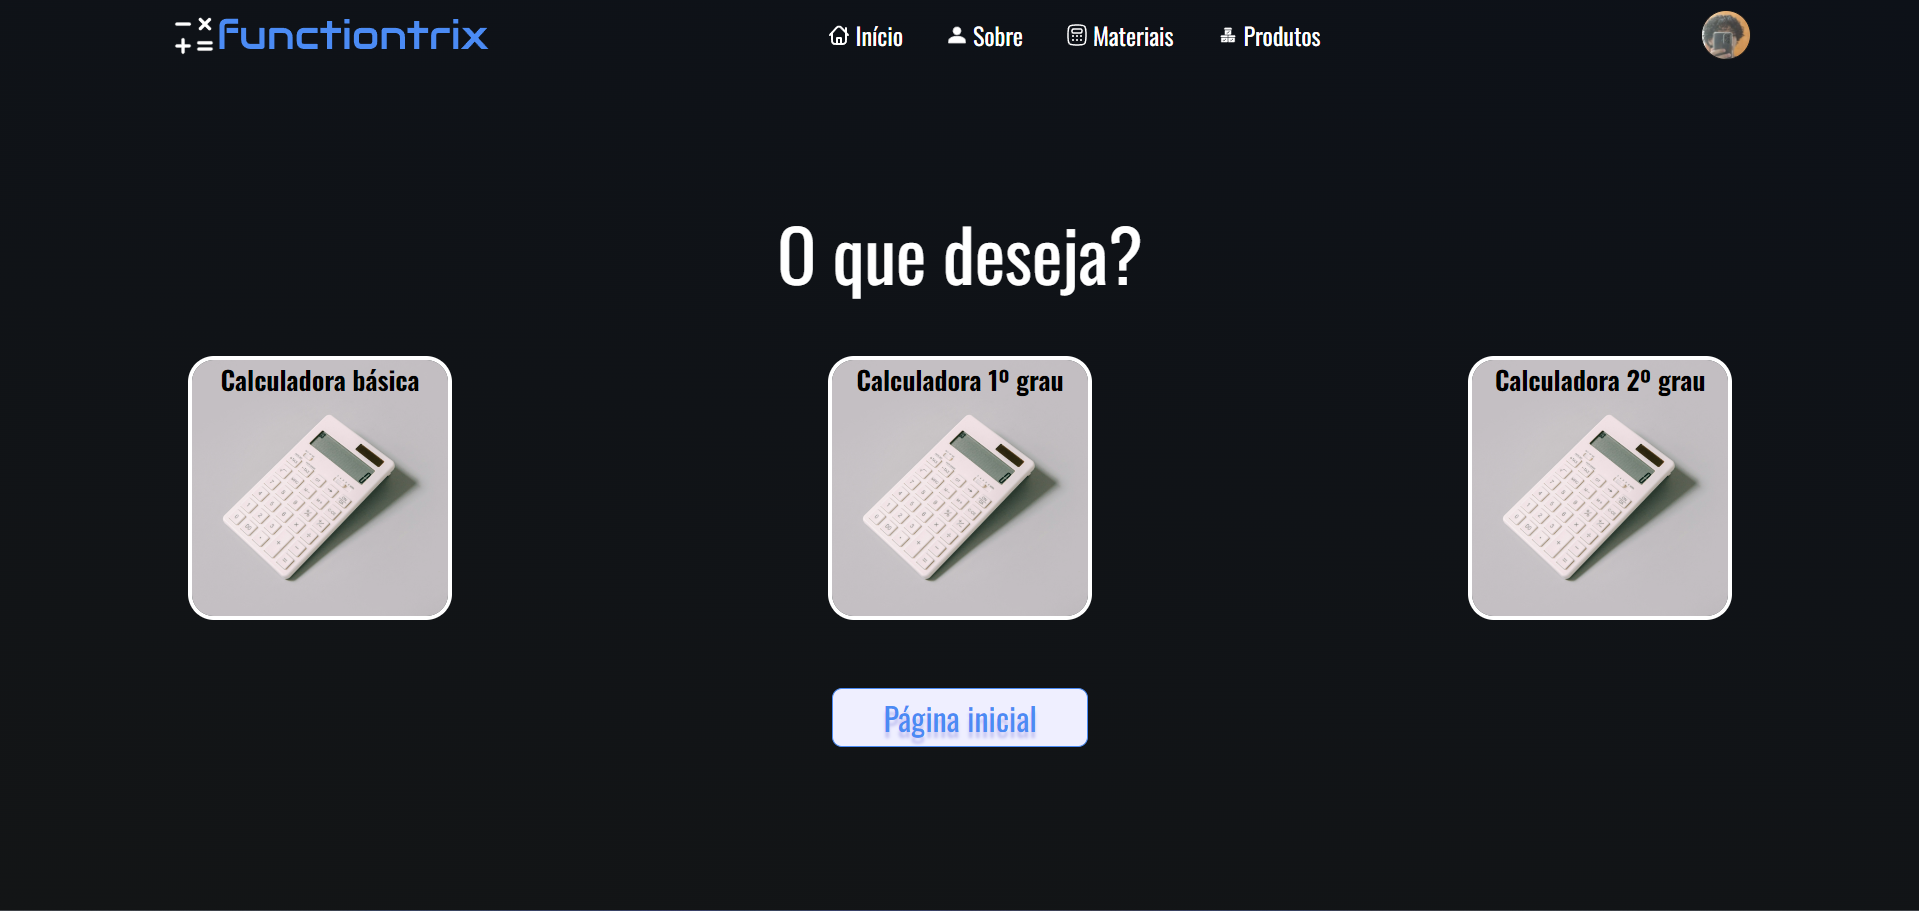 functiontrix
Início
Sobre
Materiais
Produtos
O que deseja?
Calculadora básica
Calculadora 1º grau
Calculadora 2º grau
Página inicial